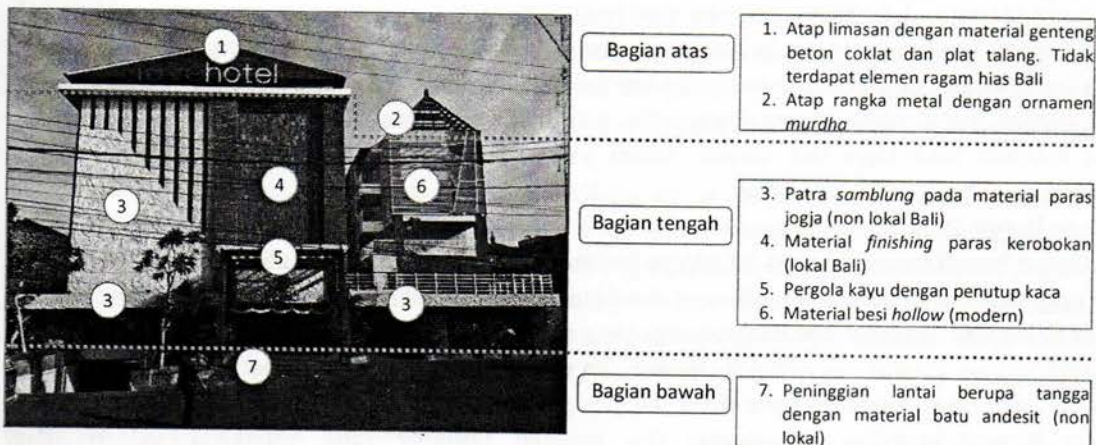 1
hotel
2
3
4
6
5
3
3
7
Bagian atas
1. Atap limasan dengan material genteng
beton coklat dan plat talang. Tidak
terdapat elemen ragam hias Bali
2. Atap rangka metal dengan ornamen
murdha
Bagian tengah
3. Patra samblung pada material paras
jogja (non lokal Bali)
4. Material finishing paras kerobokan
(lokal Bali)
5. Pergola kayu dengan penutup kaca
6. Material besi hollow (modern)
Bagian bawah
7. Peninggian lantai berupa tangga
dengan material batu andesit (non
lokal)